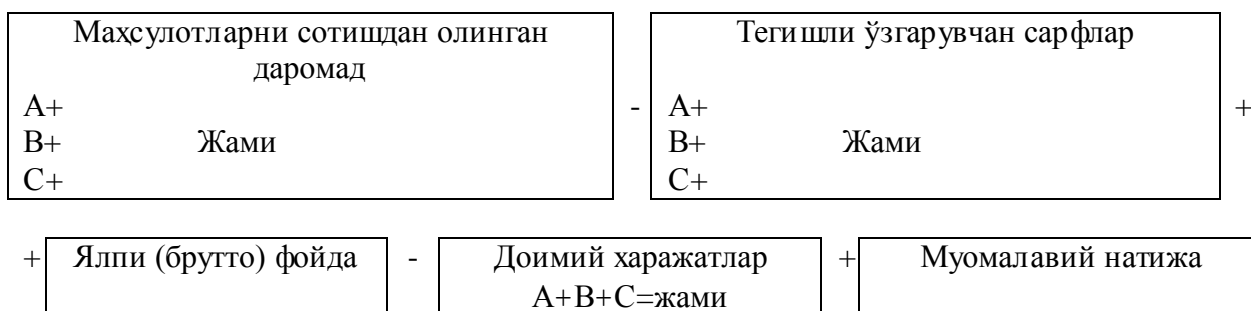 Маҳсулотларни сотишдан олинган
даромад
А+
В+ Жами
С+
-
Тегишли ўзгарувчан сарфлар
А+
В+ Жами
С+
+
+ Ялпи (брутто) фойда - Доимий харажатлар + Муомалавий натижа
А+В+С=жами